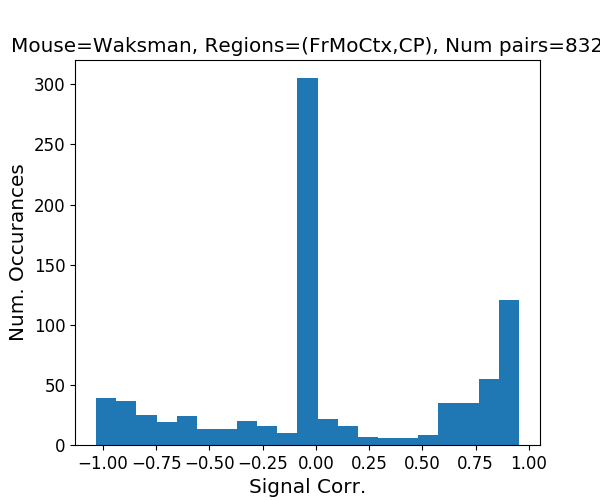 Mouse=Waksman, Regions=(FrMoCtx,CP), Num pairs=832
300
250
200
150
100
50
0
Num. Occurances
−1.00 −0.75 −0.50 −0.25 0.00 0.25 0.50 0.75 1.00
Signal Corr.